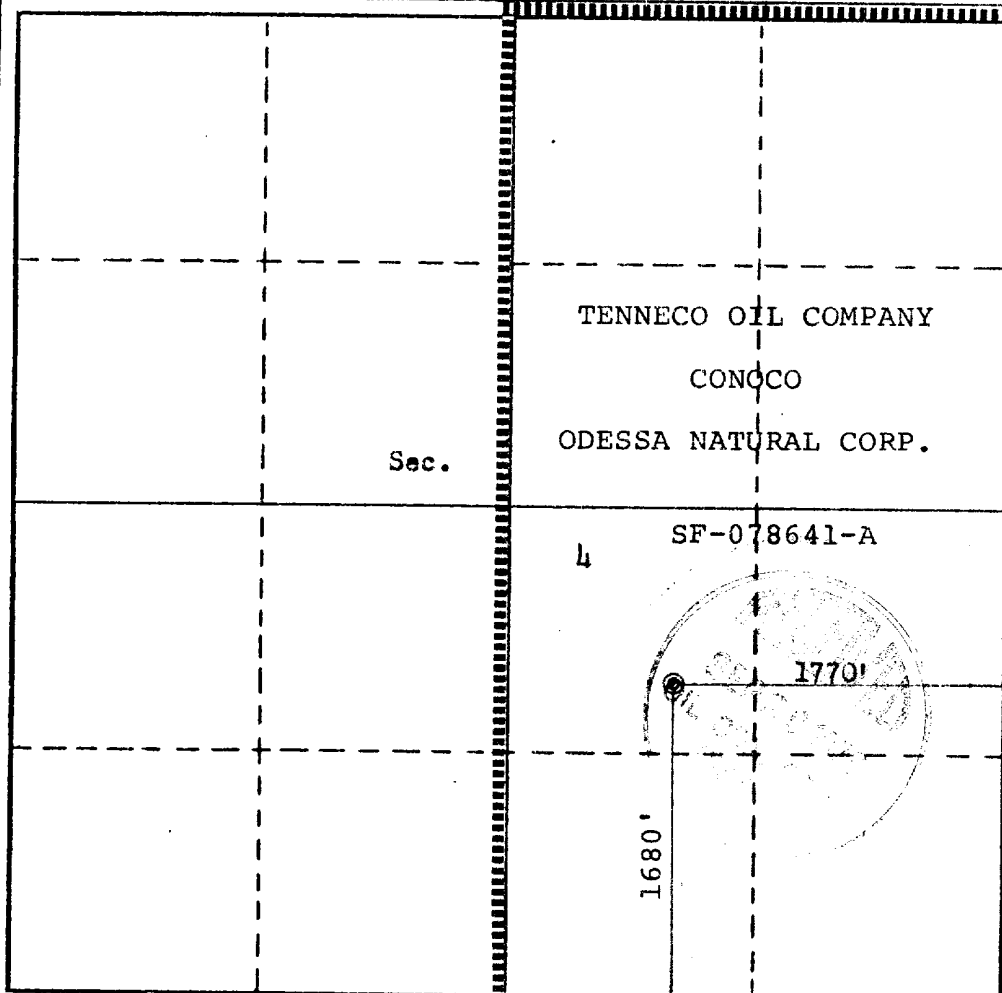 TENNECO OIL COMPANY
CONOCO
ODESSA NATURAL CORP.
Sec.
SF-078641-A
4
1770'
1680'